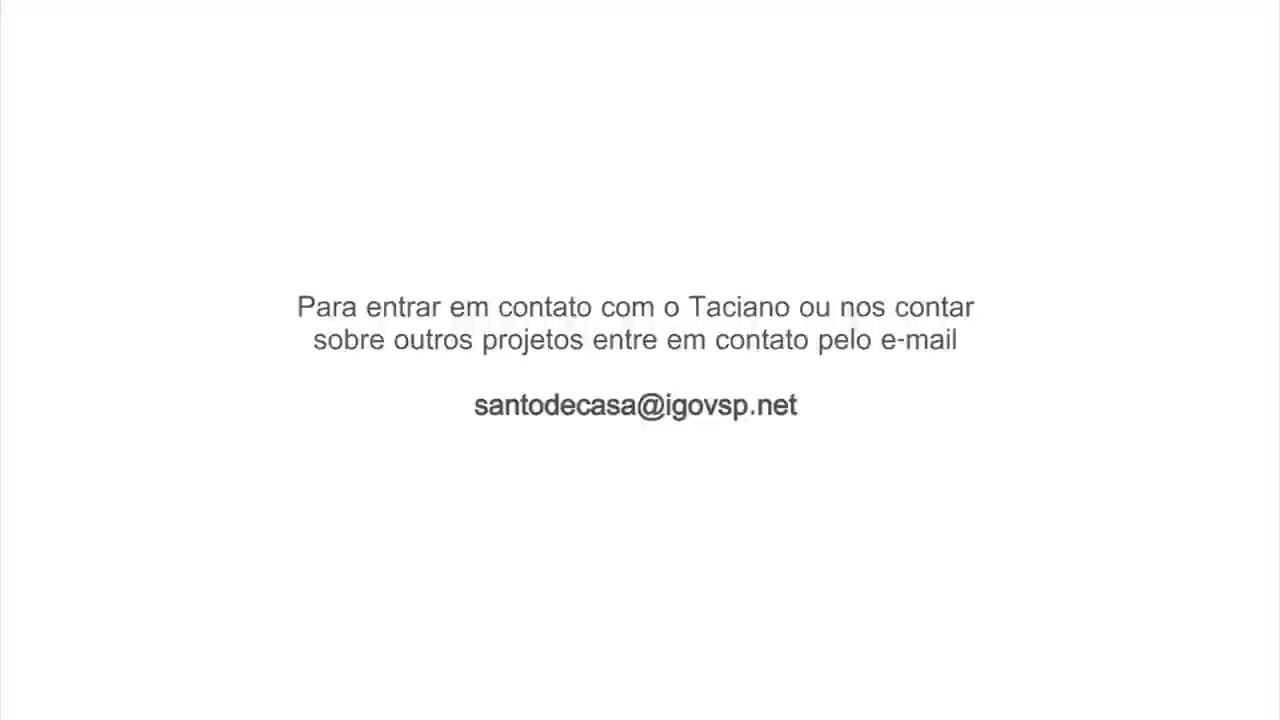 Para entrar em contato com o Taciano ou nos contar
sobre outros projetos entre em contato pelo e-mail
santodecasa@igovsp.net